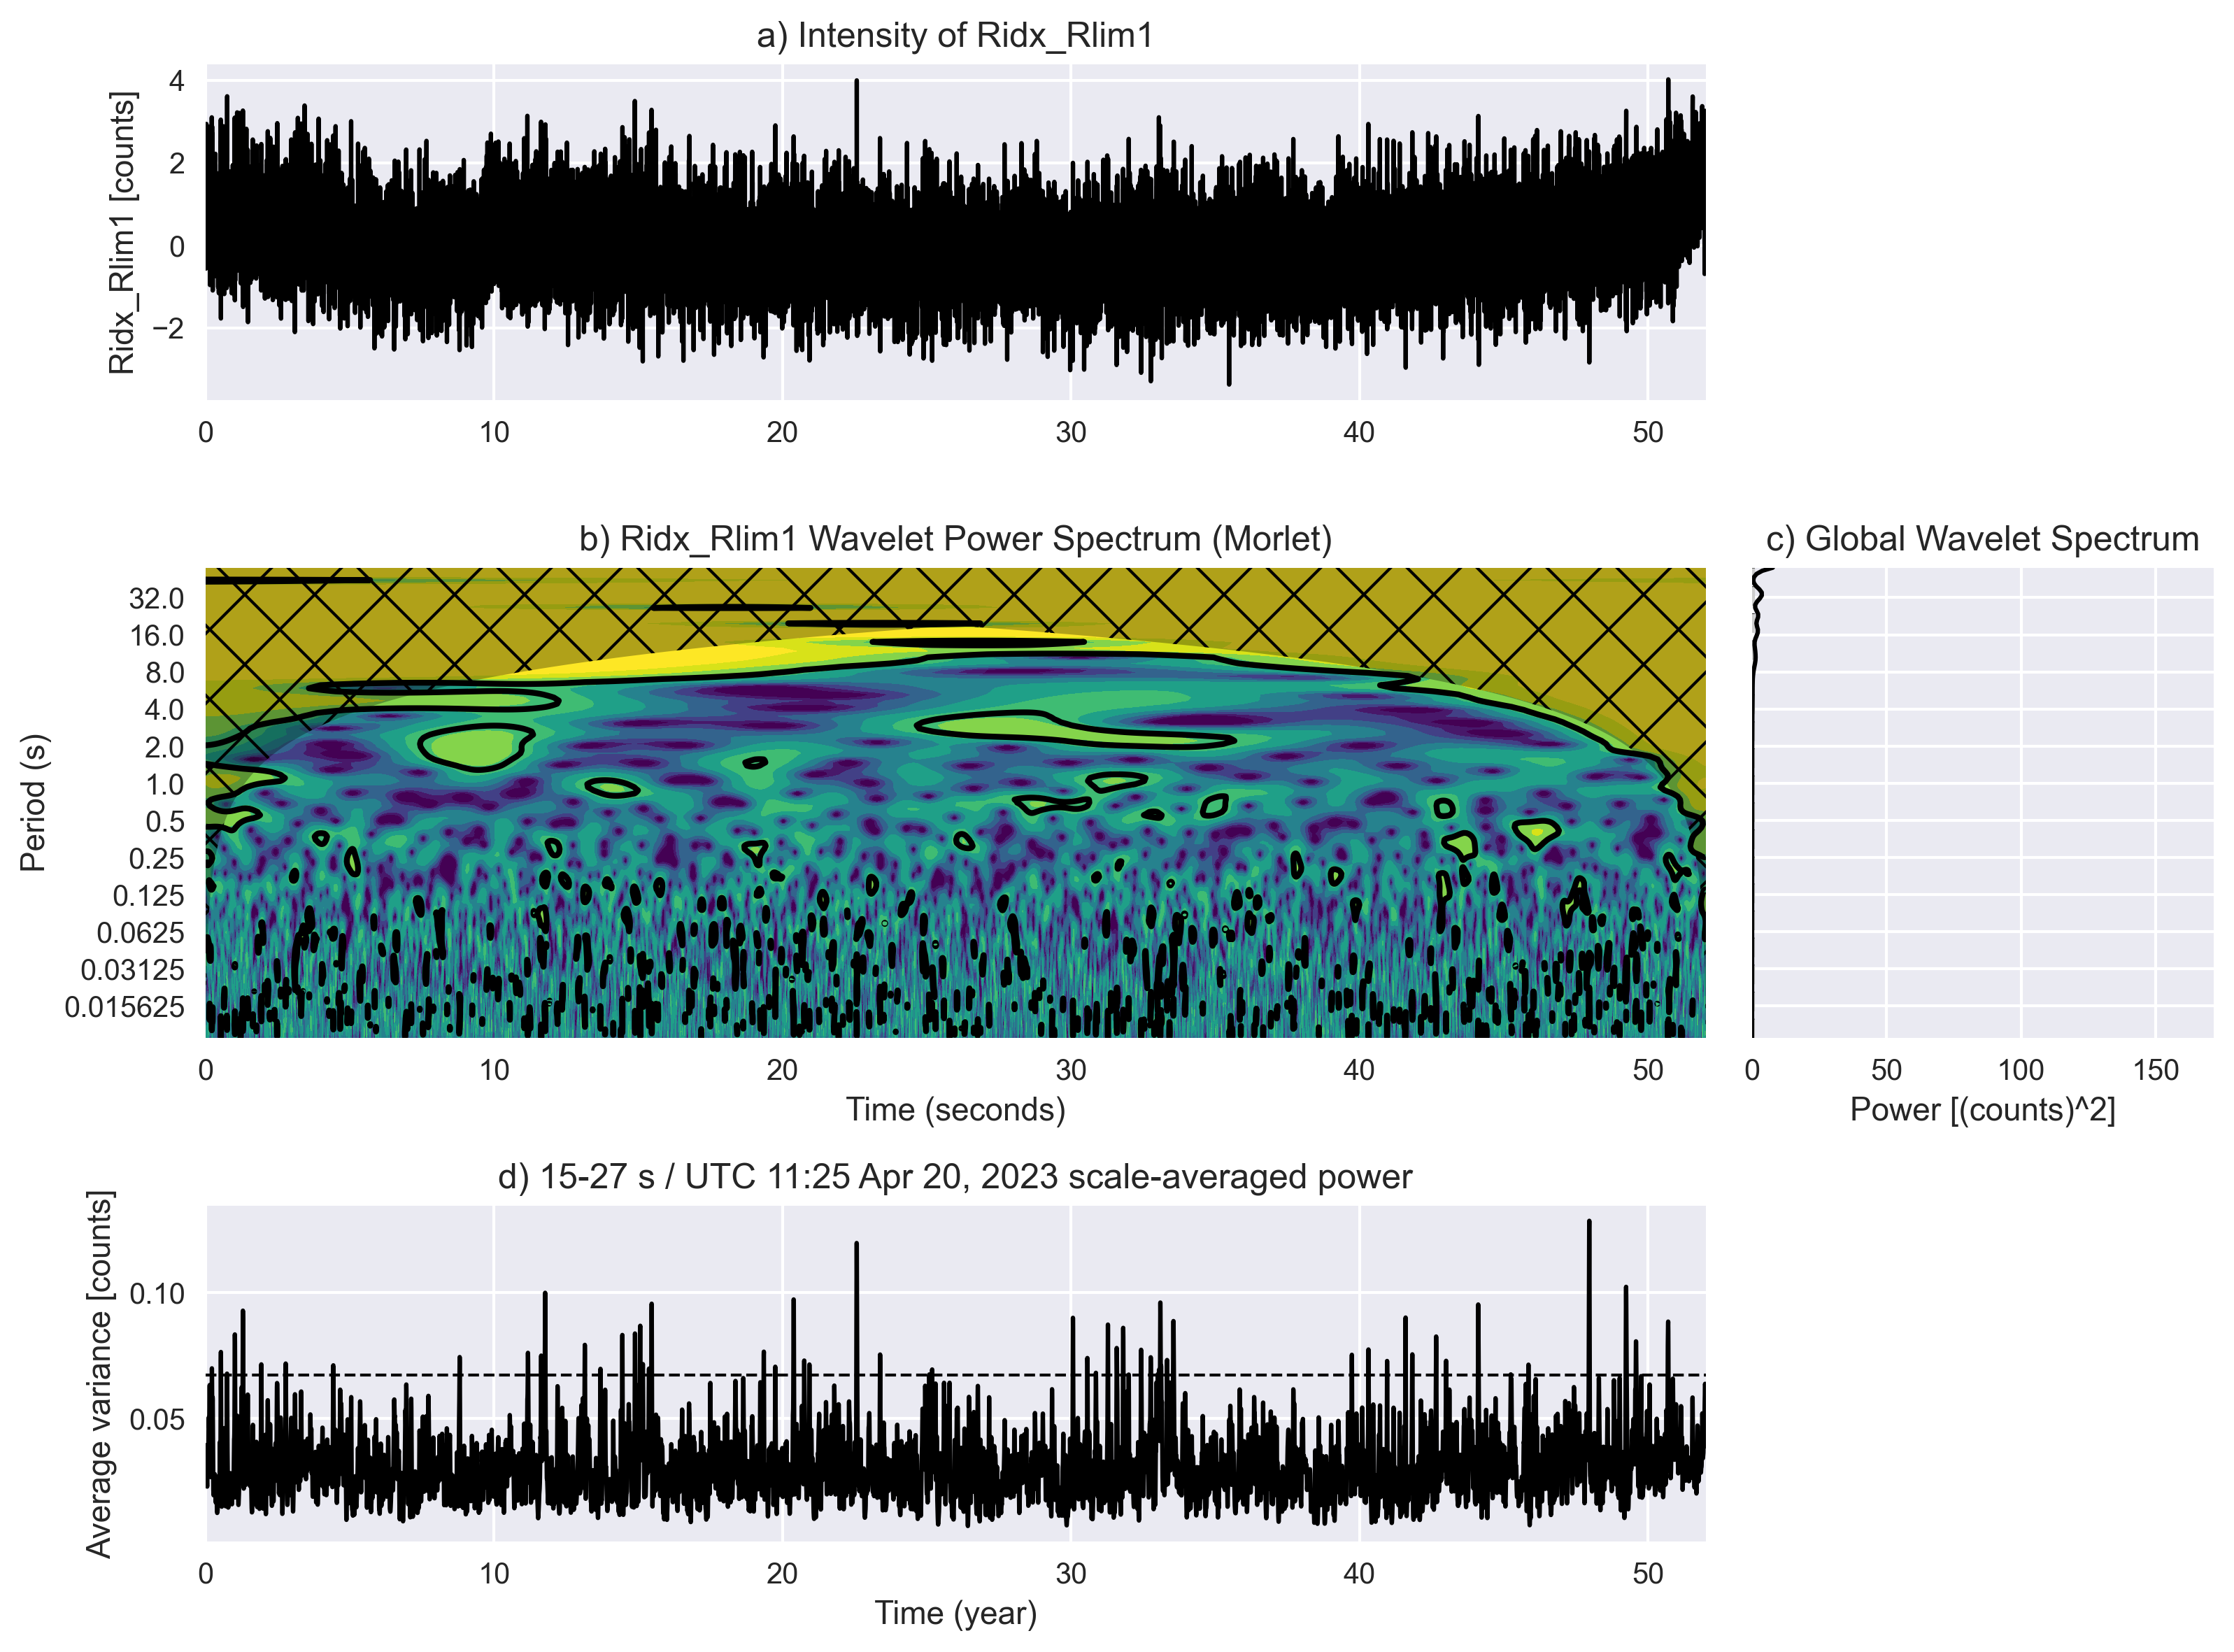 a) Intensity of Ridx_Rlim1
Ridx_Rlim1 [counts]
4
2
0
−2
0 10 20 30 40 50
b) Ridx_Rlim1 Wavelet Power Spectrum (Morlet)
Period (s)
32.0
16.0
8.0
4.0
2.0
1.0
0.5
0.25
0.125
0.0625
0.03125
0.015625
0 10 20 30 40 50
Time (seconds)
c) Global Wavelet Spectrum
0 50 100 150
Power [(counts)^2]
d) 15-27 s / UTC 11:25 Apr 20, 2023 scale-averaged power
Average variance [counts]
0.10
0.05
0 10 20 30 40 50
Time (year)